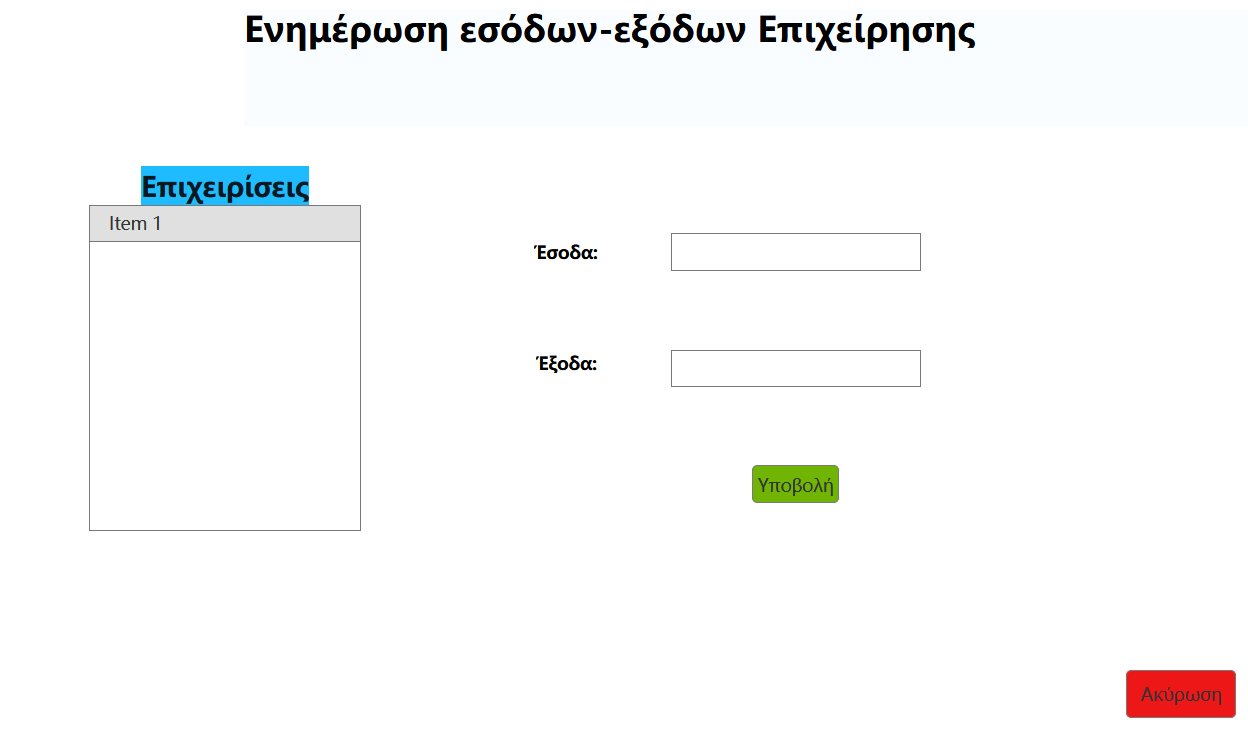 Ενημέρωση εσόδων-εξόδων Επιχείρησης
Επιχειρίσεις
Item 1
Έσοδα:
Έξοδα:
Υποβολή
Ακύρωση